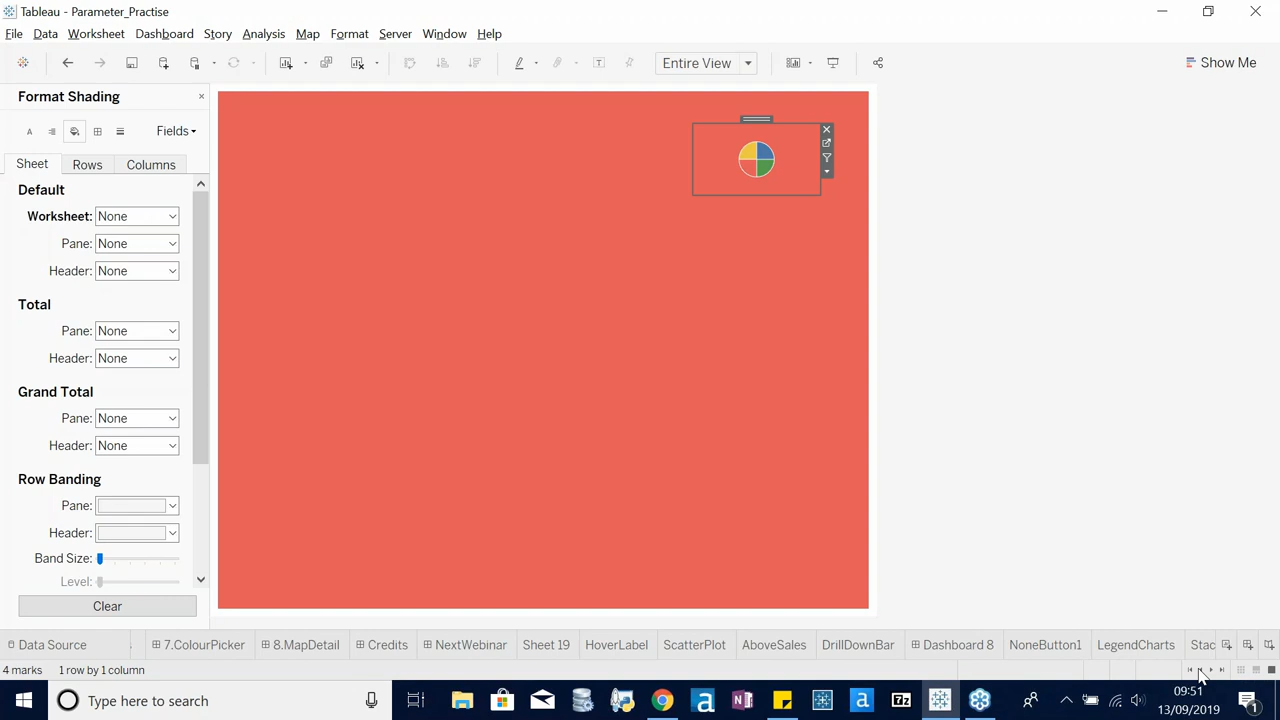 Tableau - Parameter_Practise
File Data Worksheet Dashboard Story Analysis Map Format Server Window Help
Entire View
Show Me
Format Shading
A
Fields
Sheet Rows Columns
Default
Worksheet: None
Pane: None
Header: None
Total
Pane: None
Header: None
Grand Total
Pane: None
Header: None
Row Banding
Pane:
Header:
Band Size:
Level:
Clear
Data Source 7.ColourPicker 8.MapDetail Credits NextWebinar Sheet 19 HoverLabel ScatterPlot AboveSales DrillDownBar Dashboard 8 NoneButton1 LegendCharts Stac
4 marks 1 row by 1 column
Type here to search
09:51
13/09/2019